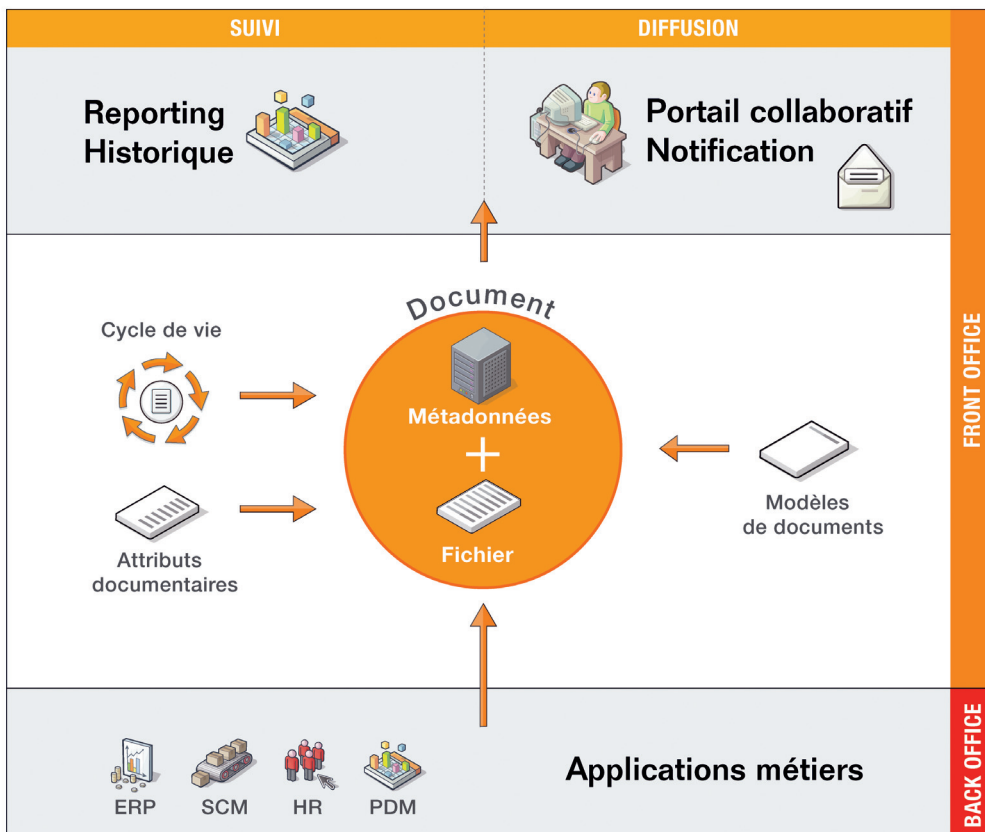 SUIVI
DIFFUSION
Reporting
Historique
Portail collaboratif
Notification
FRONT OFFICE
Document
Cycle de vie
Métadonnées
+
Fichier
Attributs
documentaires
Modèles
de documents
BACK OFFICE
ERP
SCM
HR
PDM
Applications métiers